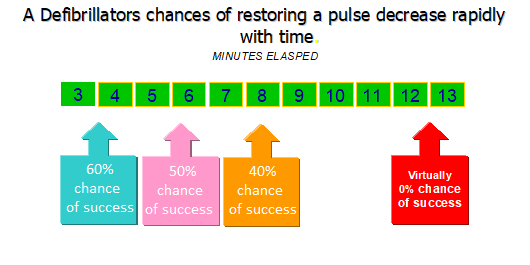 A Defibrillators chances of restoring a pulse decrease rapidly
with time.
MINUTES ELASPED
3 4 5 6 7 8 9 10 11 12 13
60%
chance
of success
50%
chance
of success
40%
chance
of success
Virtually
0% chance
of success